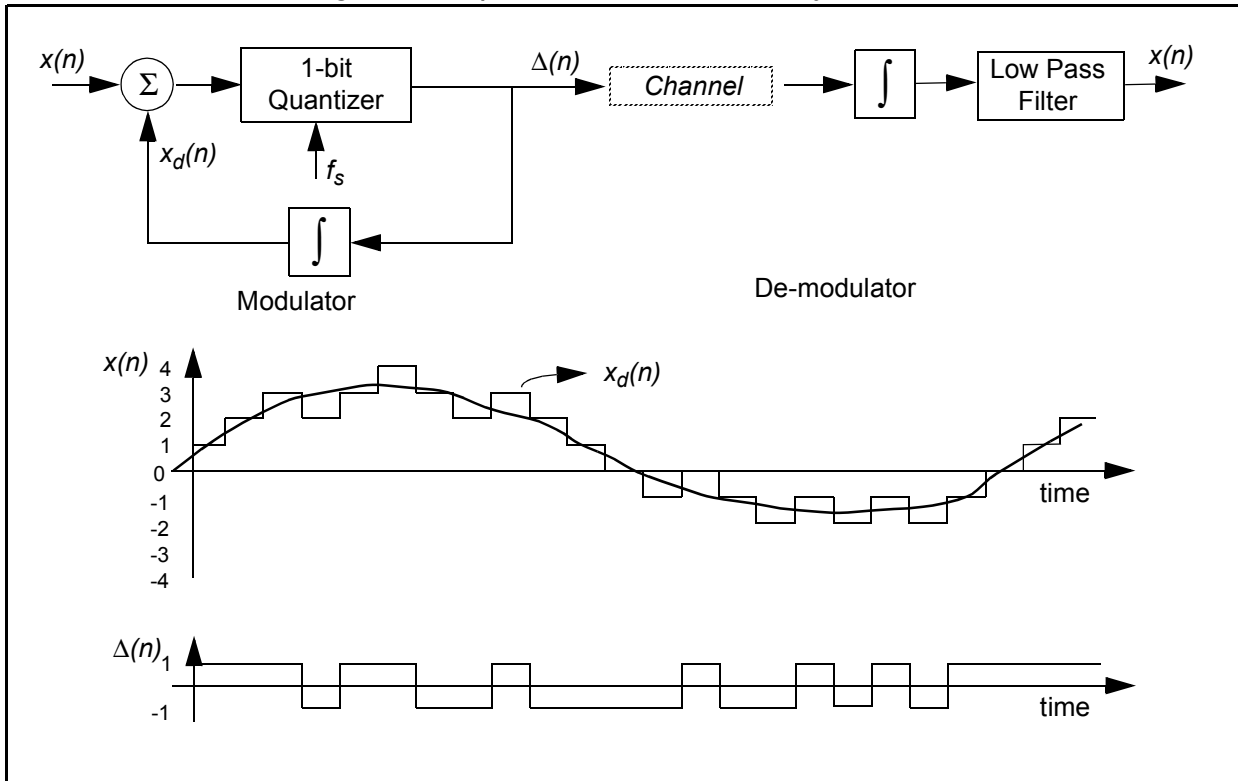 x(n)
Σ
1-bit
Quantizer
Δ(n)
Channel
∫
Low Pass
Filter
x(n)
x_d(n)
f_s
∫
Modulator
De-modulator
x(n)
4
3
2
1
0
-1
-2
-3
-4
x_d(n)
time
Δ(n)
1
-1
time